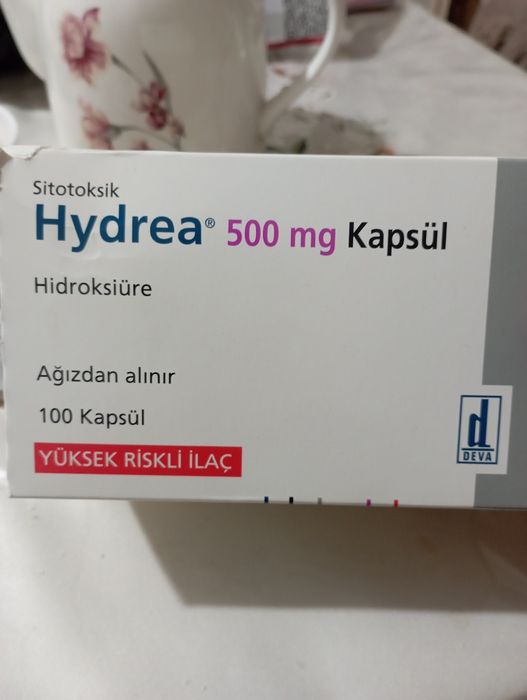 Sitotoksik
Hydrea® 500 mg Kapsül
Hidroksiüre
Ağızdan alınır
100 Kapsül
YÜKSEK RİSKLİ İLAÇ
d
DEVA